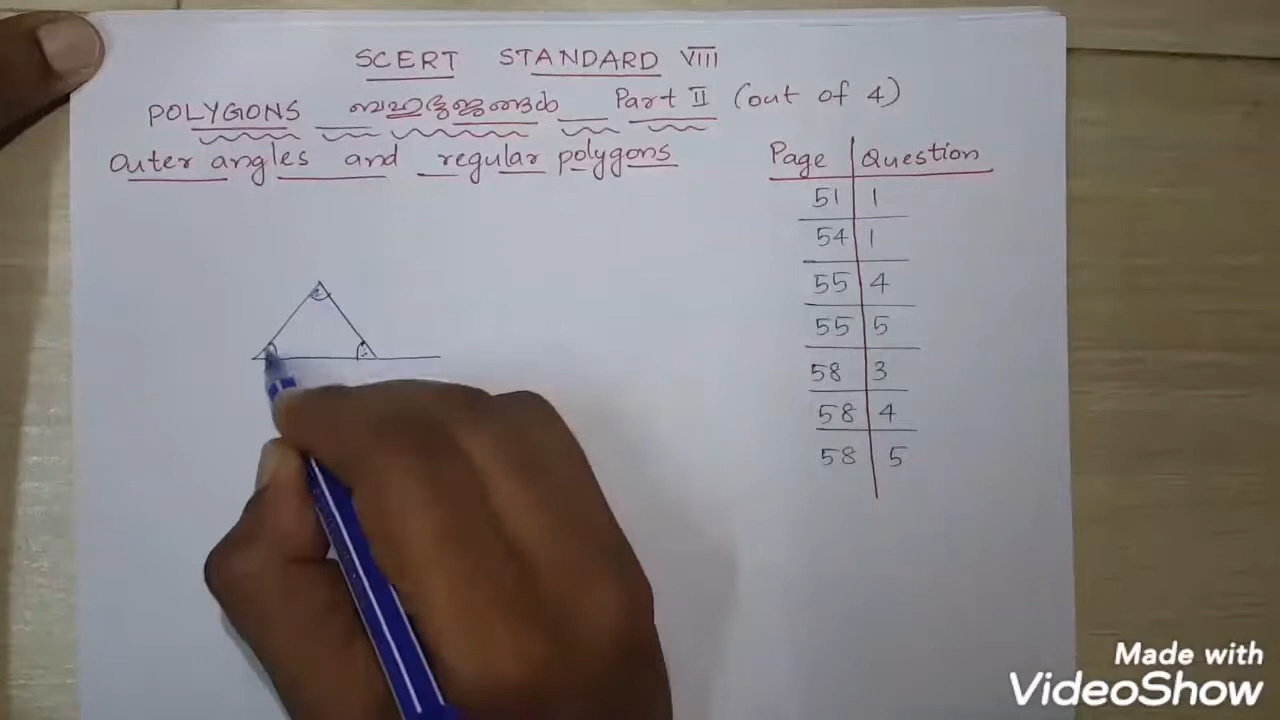 SCERT STANDARD VIII
POLYGONS ബഹുഭുജങ്ങൾ Part II (out of 4)
Outer angles and regular polygons
Page Question
51 1
54 1
55 4
55 5
58 3
58 4
58 5
Made with
VideoShow